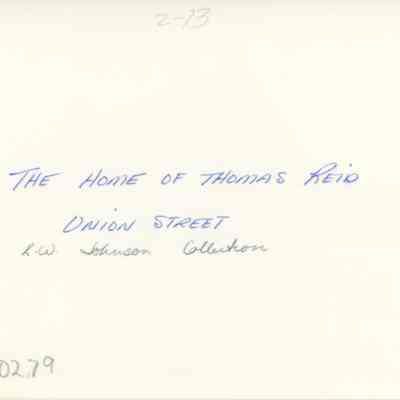 2-13
THE HOME OF THOMAS REID
UNION STREET
R.W. Johnson Collection
0279